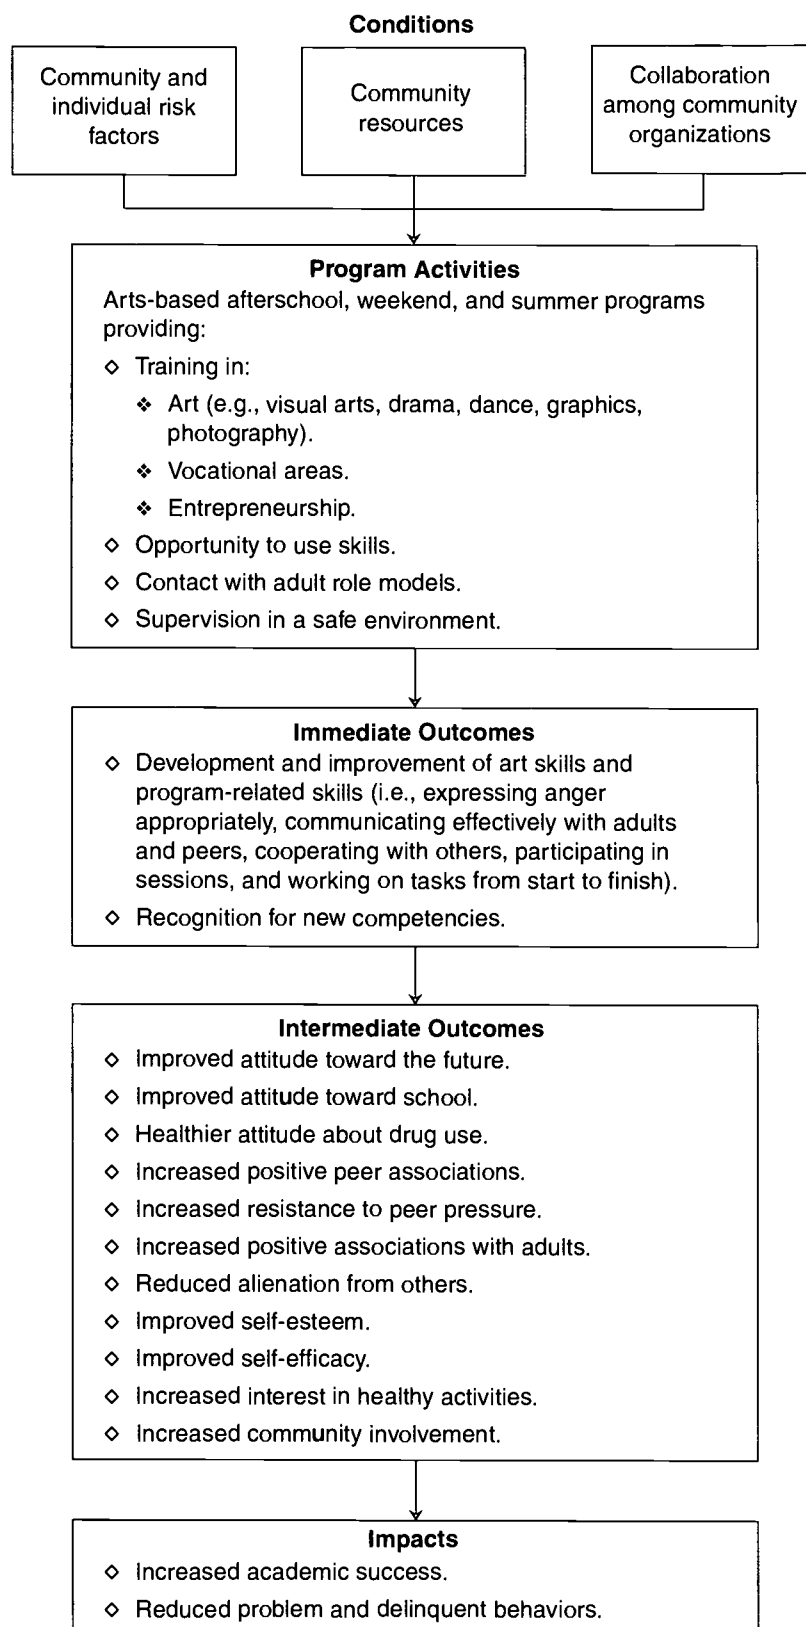 Conditions
Community and
individual risk
factors
Community
resources
Collaboration
among community
organizations
Program Activities
Arts-based afterschool, weekend, and summer programs
providing:
◇ Training in:
❖ Art (e.g., visual arts, drama, dance, graphics,
photography).
❖ Vocational areas.
❖ Entrepreneurship.
◇ Opportunity to use skills.
◇ Contact with adult role models.
◇ Supervision in a safe environment.
Immediate Outcomes
◇ Development and improvement of art skills and
program-related skills (i.e., expressing anger
appropriately, communicating effectively with adults
and peers, cooperating with others, participating in
sessions, and working on tasks from start to finish).
◇ Recognition for new competencies.
Intermediate Outcomes
◇ Improved attitude toward the future.
◇ Improved attitude toward school.
◇ Healthier attitude about drug use.
◇ Increased positive peer associations.
◇ Increased resistance to peer pressure.
◇ Increased positive associations with adults.
◇ Reduced alienation from others.
◇ Improved self-esteem.
◇ Improved self-efficacy.
◇ Increased interest in healthy activities.
◇ Increased community involvement.
Impacts
◇ Increased academic success.
◇ Reduced problem and delinquent behaviors.